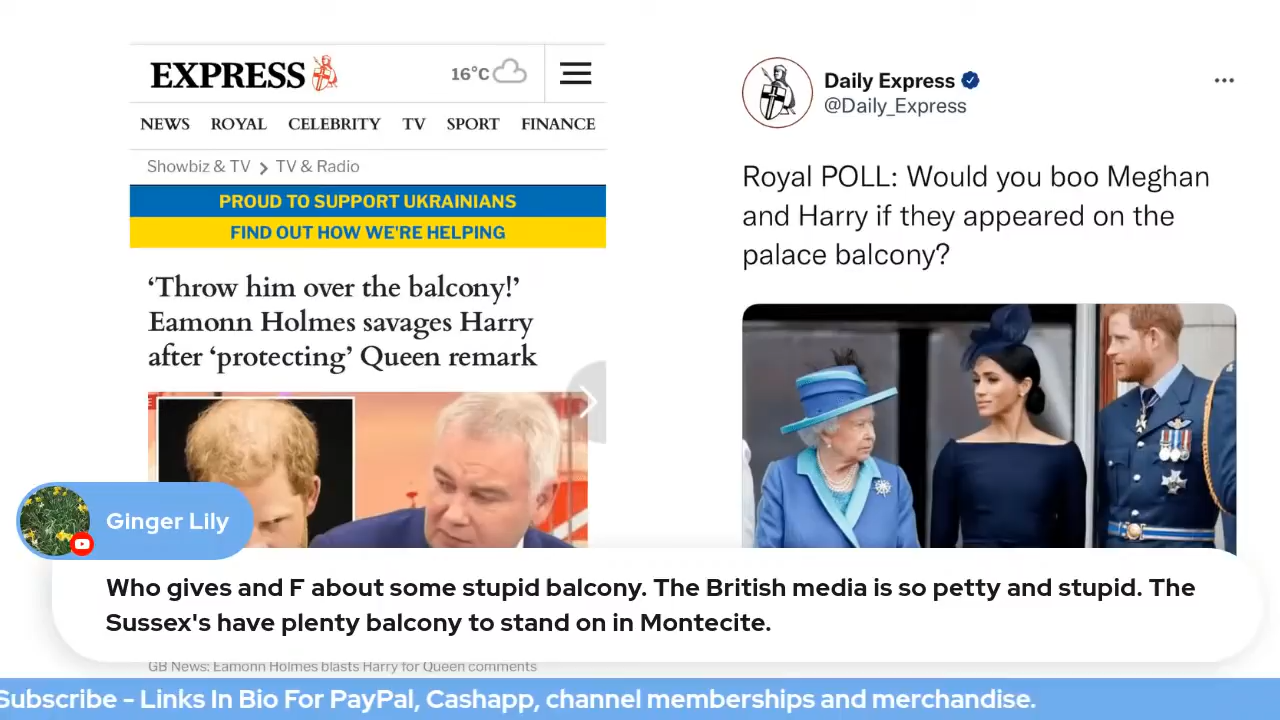 EXPRESS
16°C
NEWS ROYAL CELEBRITY TV SPORT FINANCE
Showbiz & TV > TV & Radio
PROUD TO SUPPORT UKRAINIANS
FIND OUT HOW WE'RE HELPING
‘Throw him over the balcony!’
Eamonn Holmes savages Harry
after ‘protecting’ Queen remark
Daily Express
@Daily_Express
Royal POLL: Would you boo Meghan
and Harry if they appeared on the
palace balcony?
Ginger Lily
Who gives and F about some stupid balcony. The British media is so petty and stupid. The
Sussex's have plenty balcony to stand on in Montecite.
GB News: Eamonn Holmes blasts Harry for Queen comments
Subscribe - Links In Bio For PayPal, Cashapp, channel memberships and merchandise.